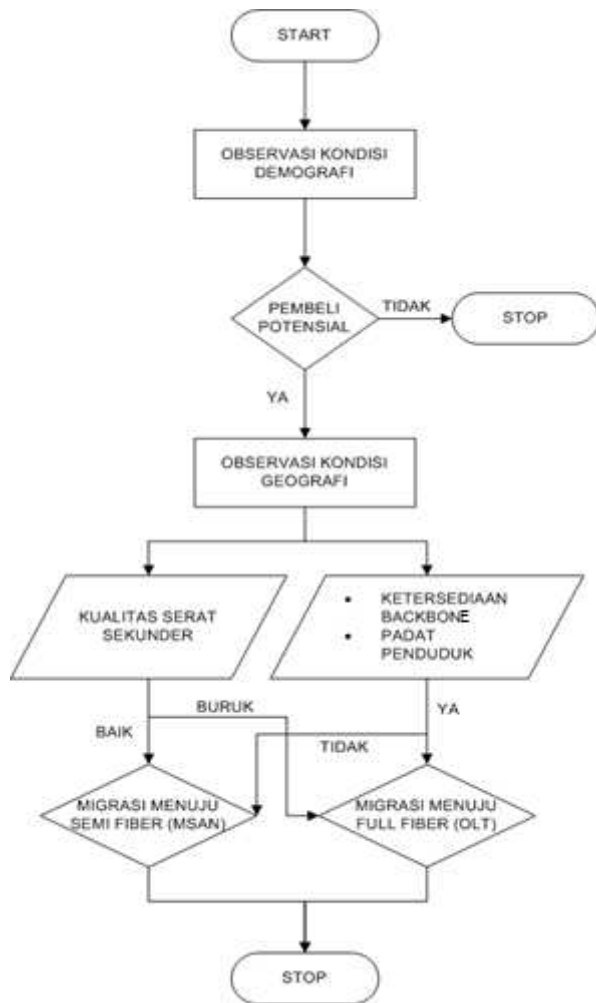 START
OBSERVASI KONDISI
DEMOGRAFI
PEMBELI
POTENSIAL
TIDAK
STOP
YA
OBSERVASI KONDISI
GEOGRAFI
KUALITAS SERAT
SEKUNDER
• KETERSEDIAAN
BACKBONE
• PADAT
PENDUDUK
BAIK
BURUK
TIDAK
YA
MIGRASI MENUJU
SEMI FIBER (MSAN)
MIGRASI MENUJU
FULL FIBER (OLT)
STOP